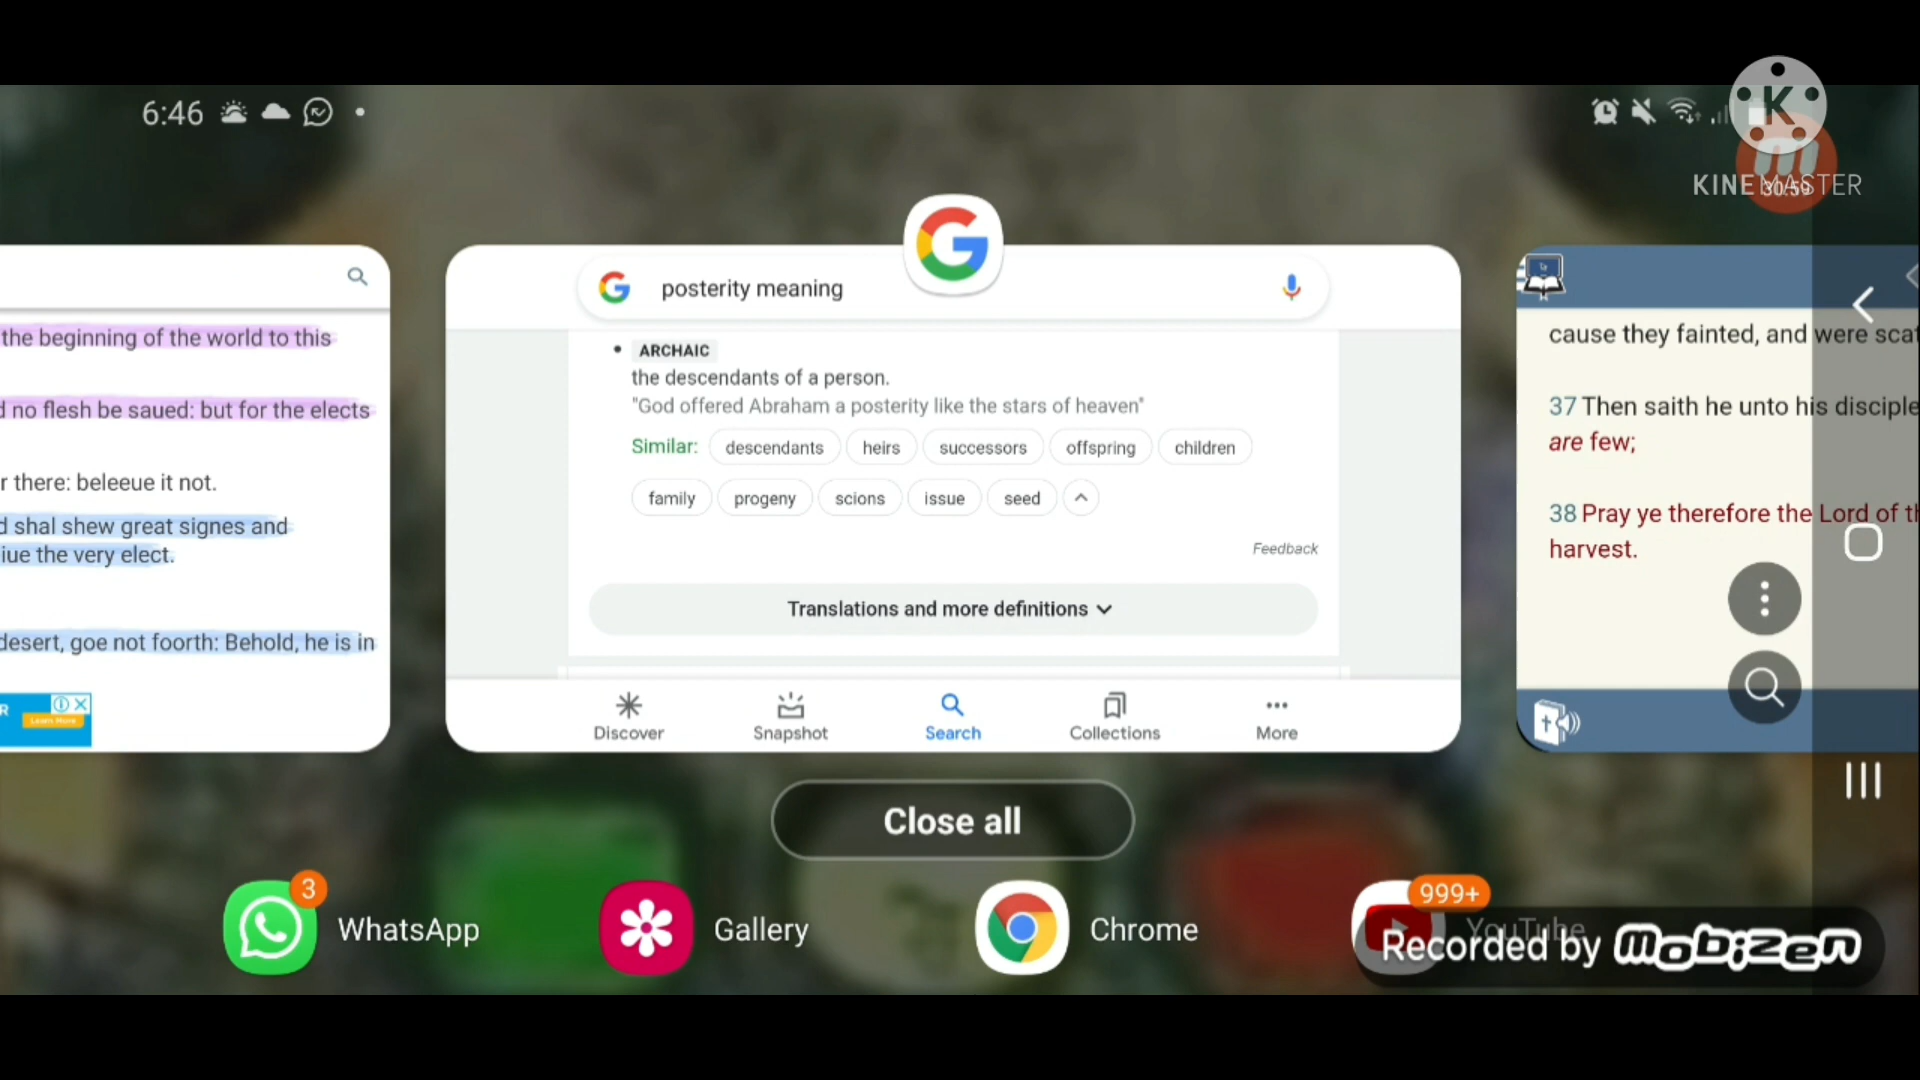 6:46
KINEMASTER
30:59
the beginning of the world to this
d no flesh be saued: but for the elects
r there: beleeue it not.
d shal shew great signes and
iue the very elect.
desert, goe not foorth: Behold, he is in
R
Learn More
posterity meaning
ARCHAIC
the descendants of a person.
"God offered Abraham a posterity like the stars of heaven"
Similar: descendants heirs successors offspring children
family progeny scions issue seed
Feedback
Translations and more definitions
Discover Snapshot Search Collections More
cause they fainted, and were scat
37 Then saith he unto his disciple
are few;
38 Pray ye therefore the Lord of th
harvest.
Close all
3
WhatsApp
Gallery
Chrome
999+
YouTube
Recorded by mobizen